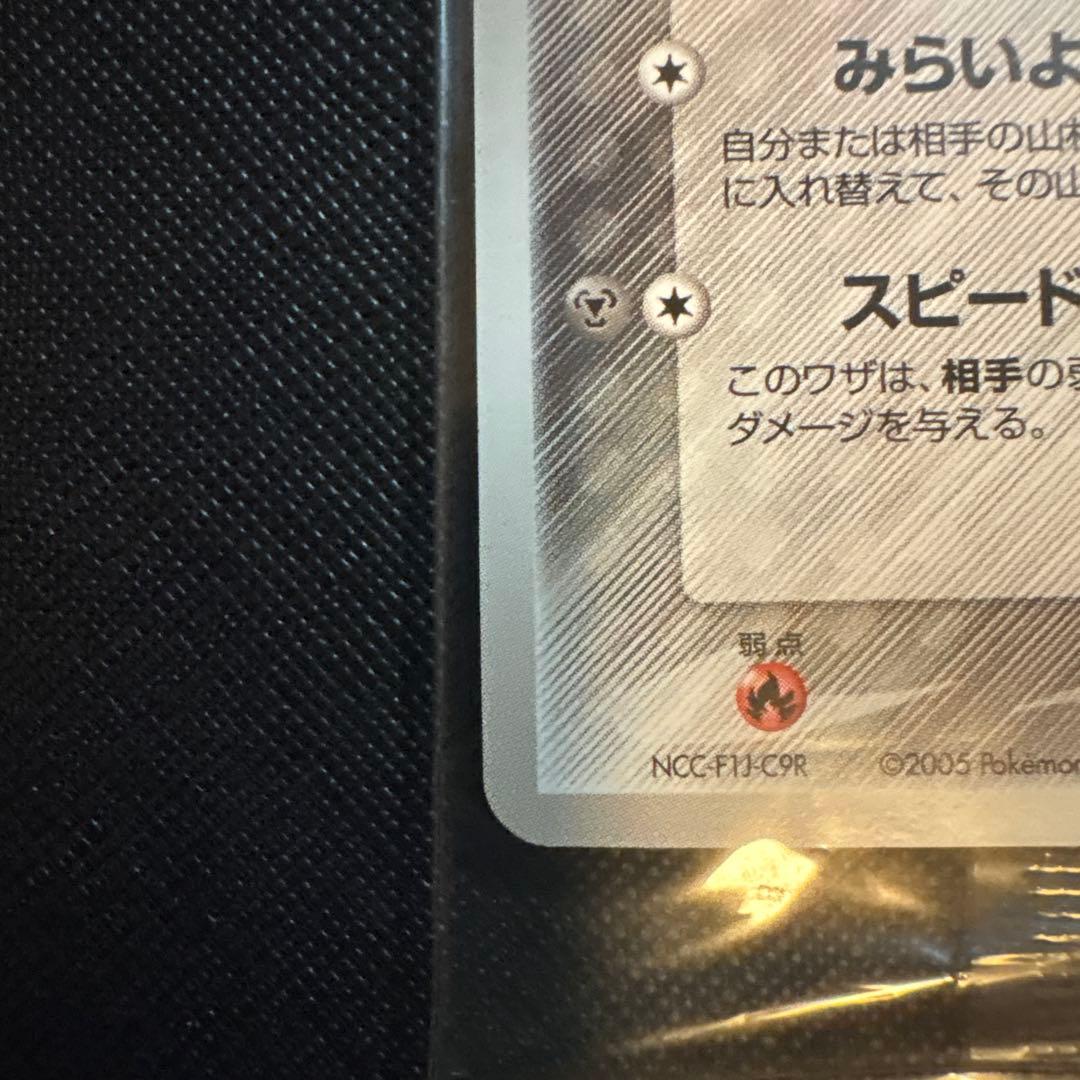 みらいよ
自分または相手の山札
に入れ替えて、その山
スピード
このワザは、相手の弱
ダメージを与える。
弱点
NCC-F1J-C9R ©2005 Pokémon